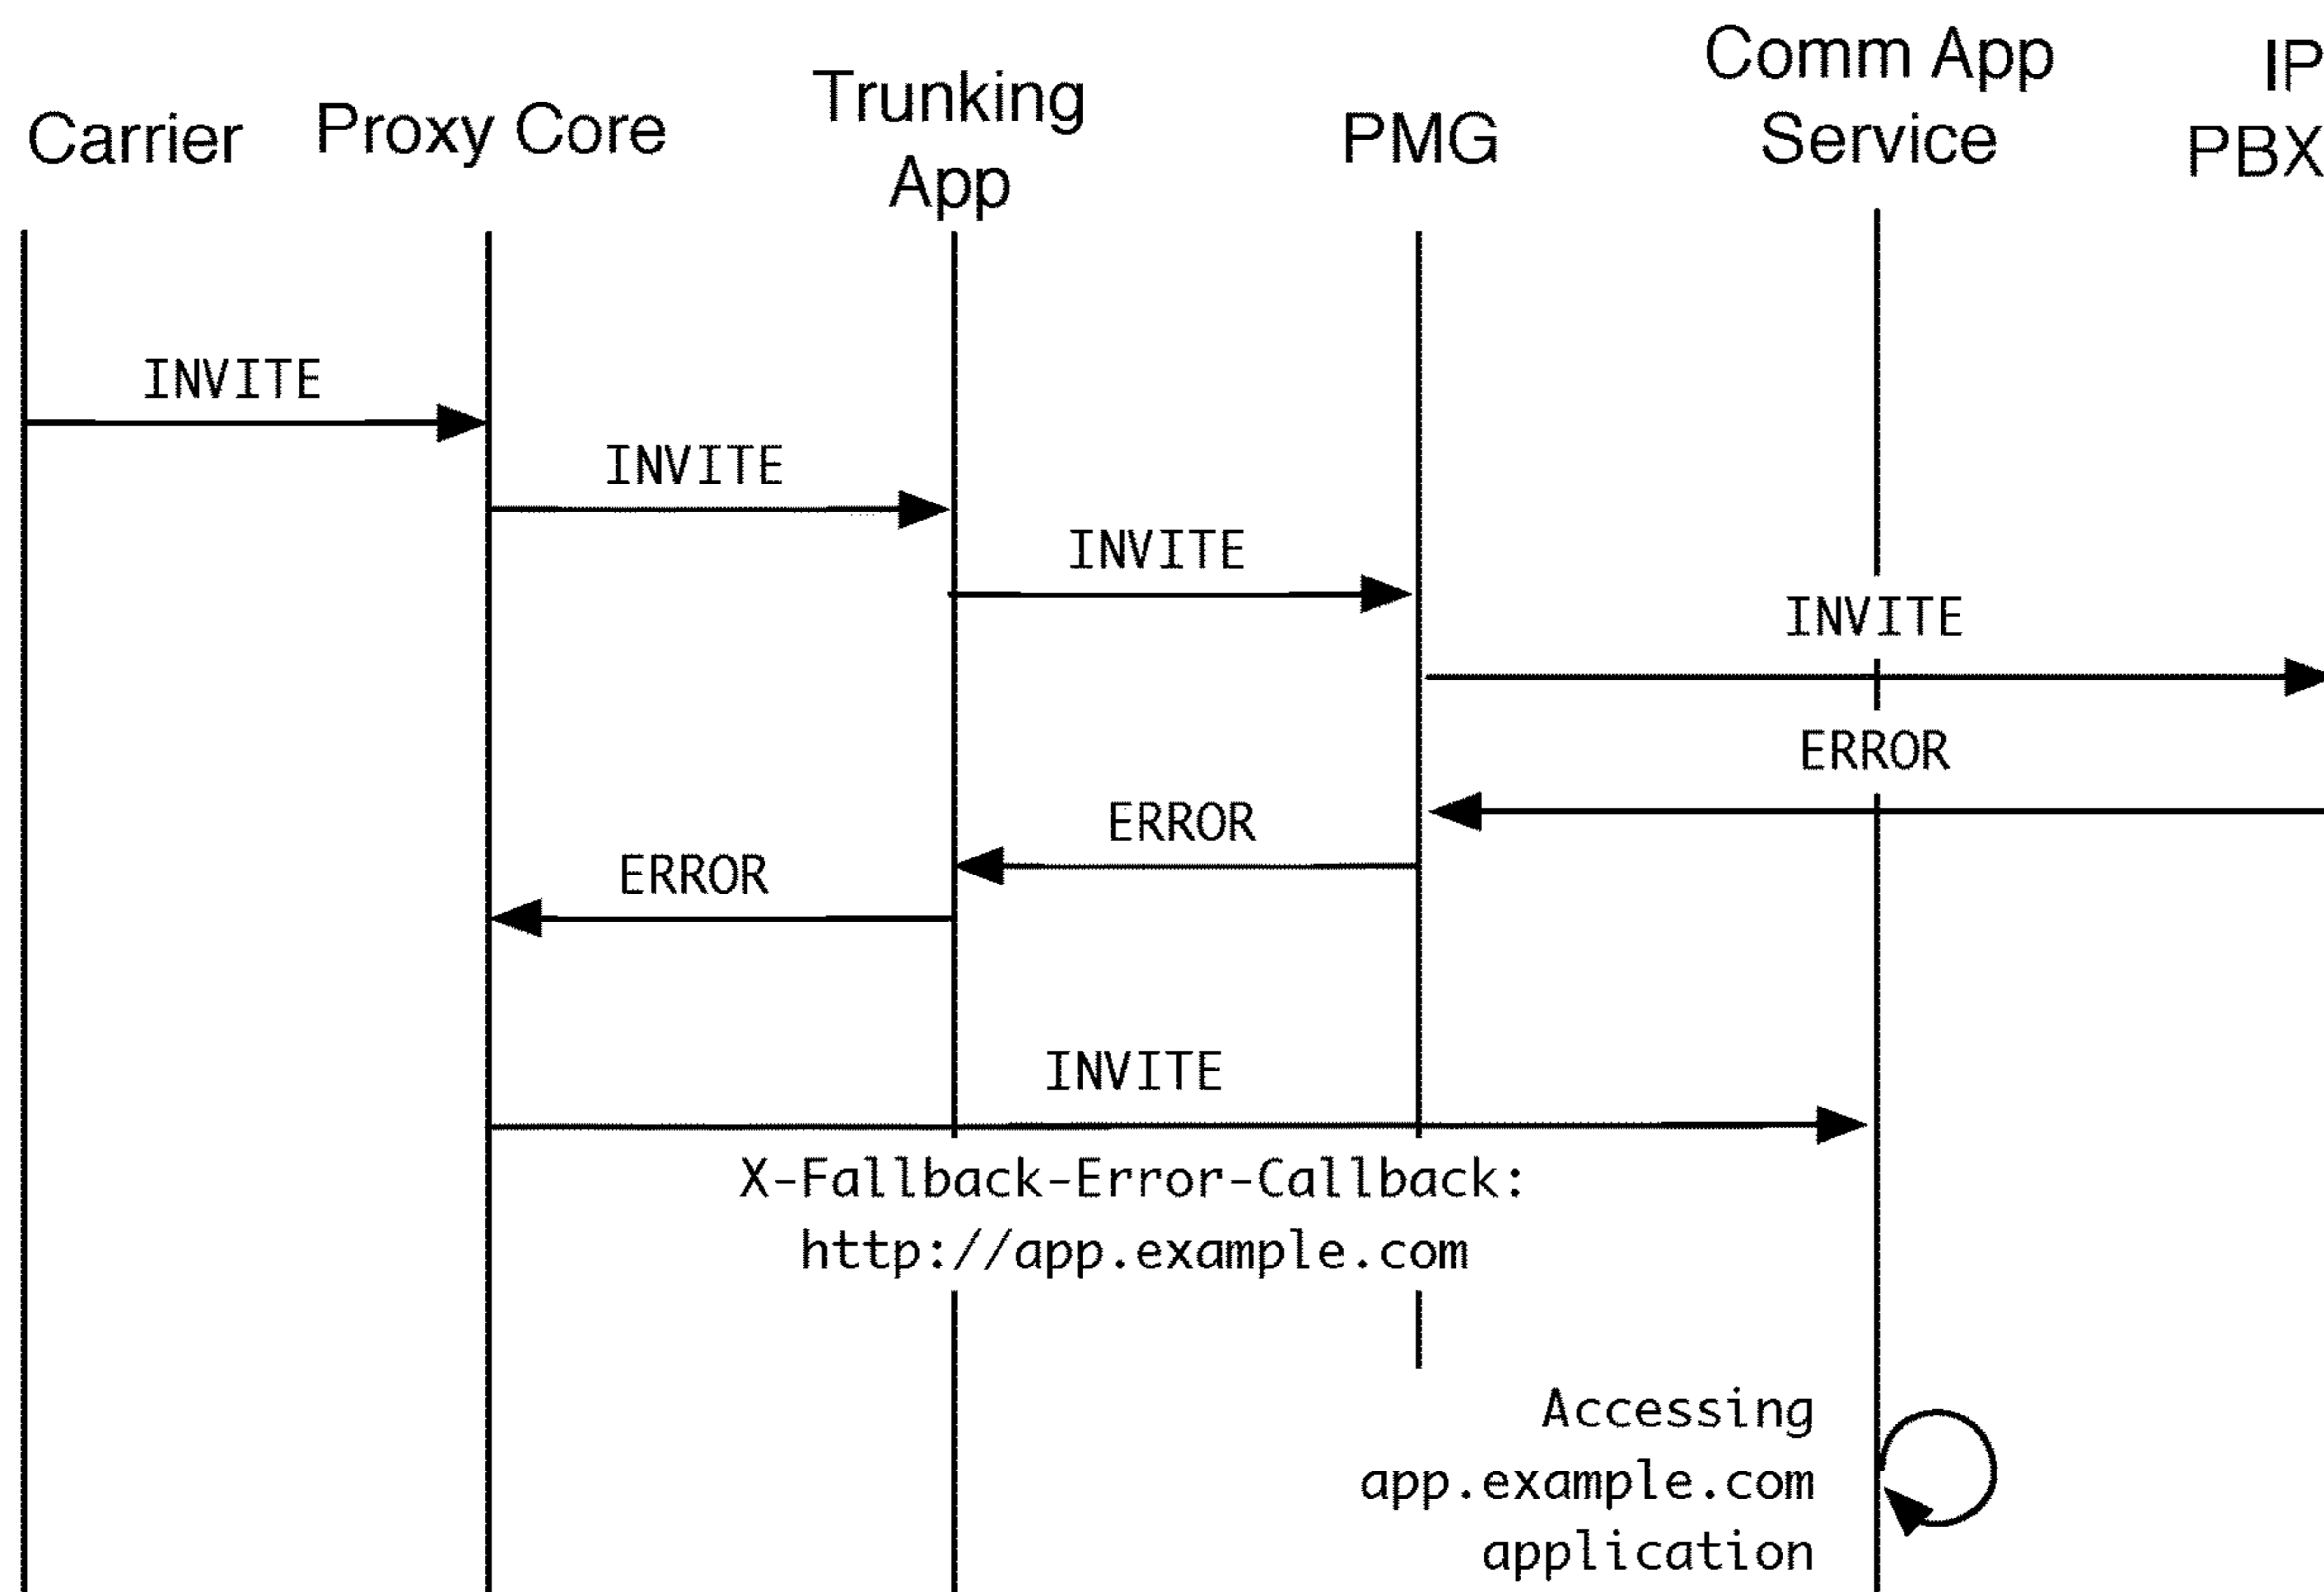 Carrier
Proxy Core
Trunking
App
PMG
Comm App
Service
IP
PBX
INVITE
INVITE
INVITE
INVITE
ERROR
ERROR
ERROR
INVITE
X-Fallback-Error-Callback:
http://app.example.com
Accessing
app.example.com
application